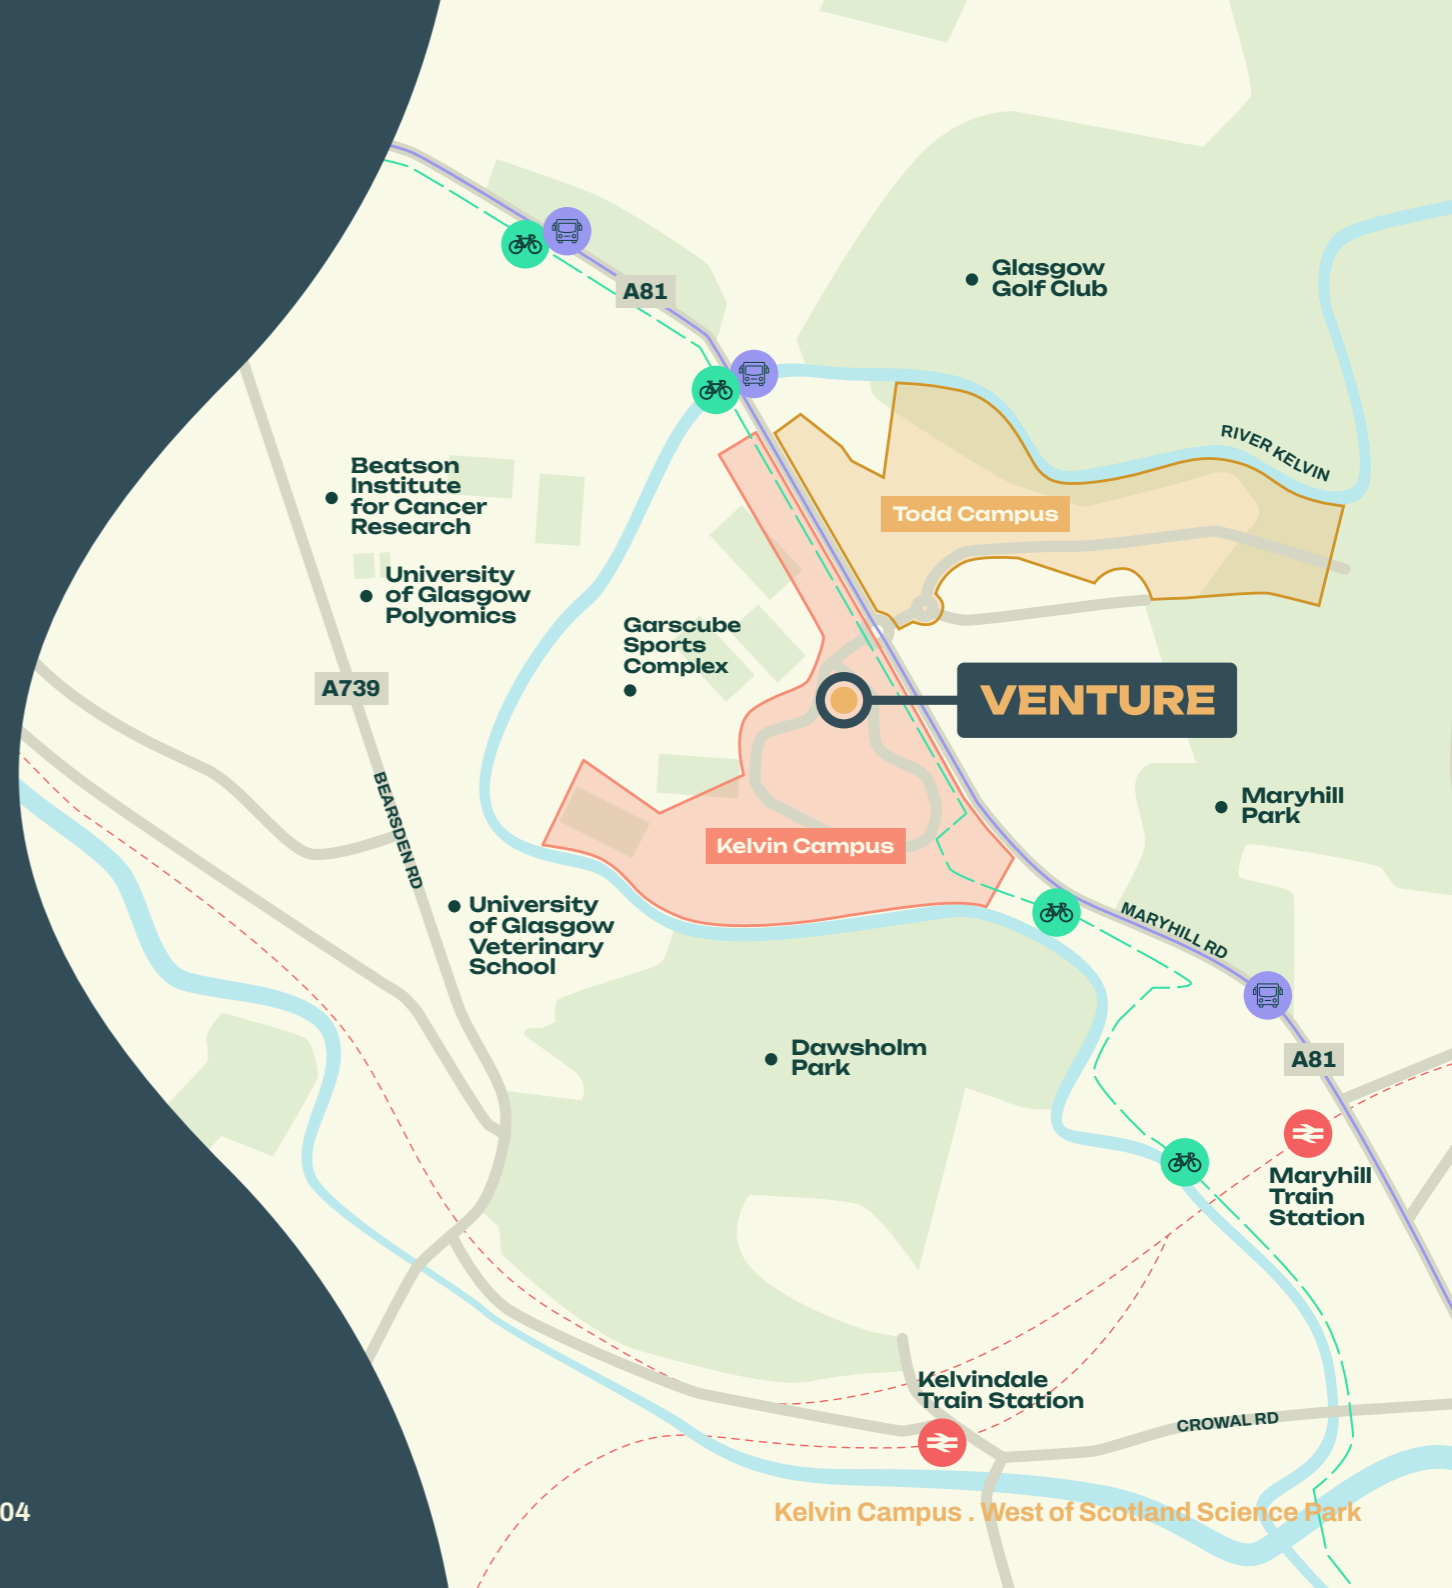 A81
Glasgow
Golf Club
RIVER KELVIN
Beatson
Institute
for Cancer
Research
Todd Campus
University
of Glasgow
Polyomics
Garscube
Sports
Complex
A739
VENTURE
BEARSDEN RD
Maryhill
Park
Kelvin Campus
University
of Glasgow
Veterinary
School
MARYHILL RD
Dawsholm
Park
A81
Maryhill
Train
Station
Kelvindale
Train Station
CROWAL RD
04
Kelvin Campus . West of Scotland Science Park